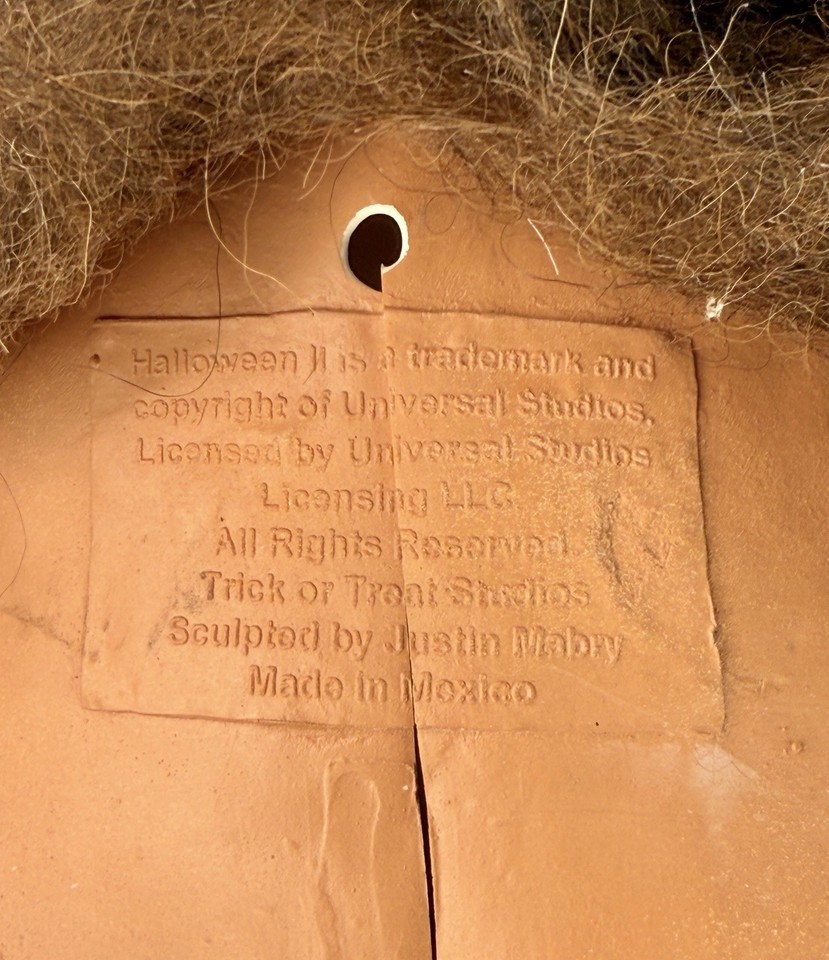 Halloween II is a trademark and
copyright of Universal Studios.
Licensed by Universal Studios
Licensing LLC.
All Rights Reserved.
Trick or Treat Studios
Sculpted by Justin Mabry
Made in Mexico